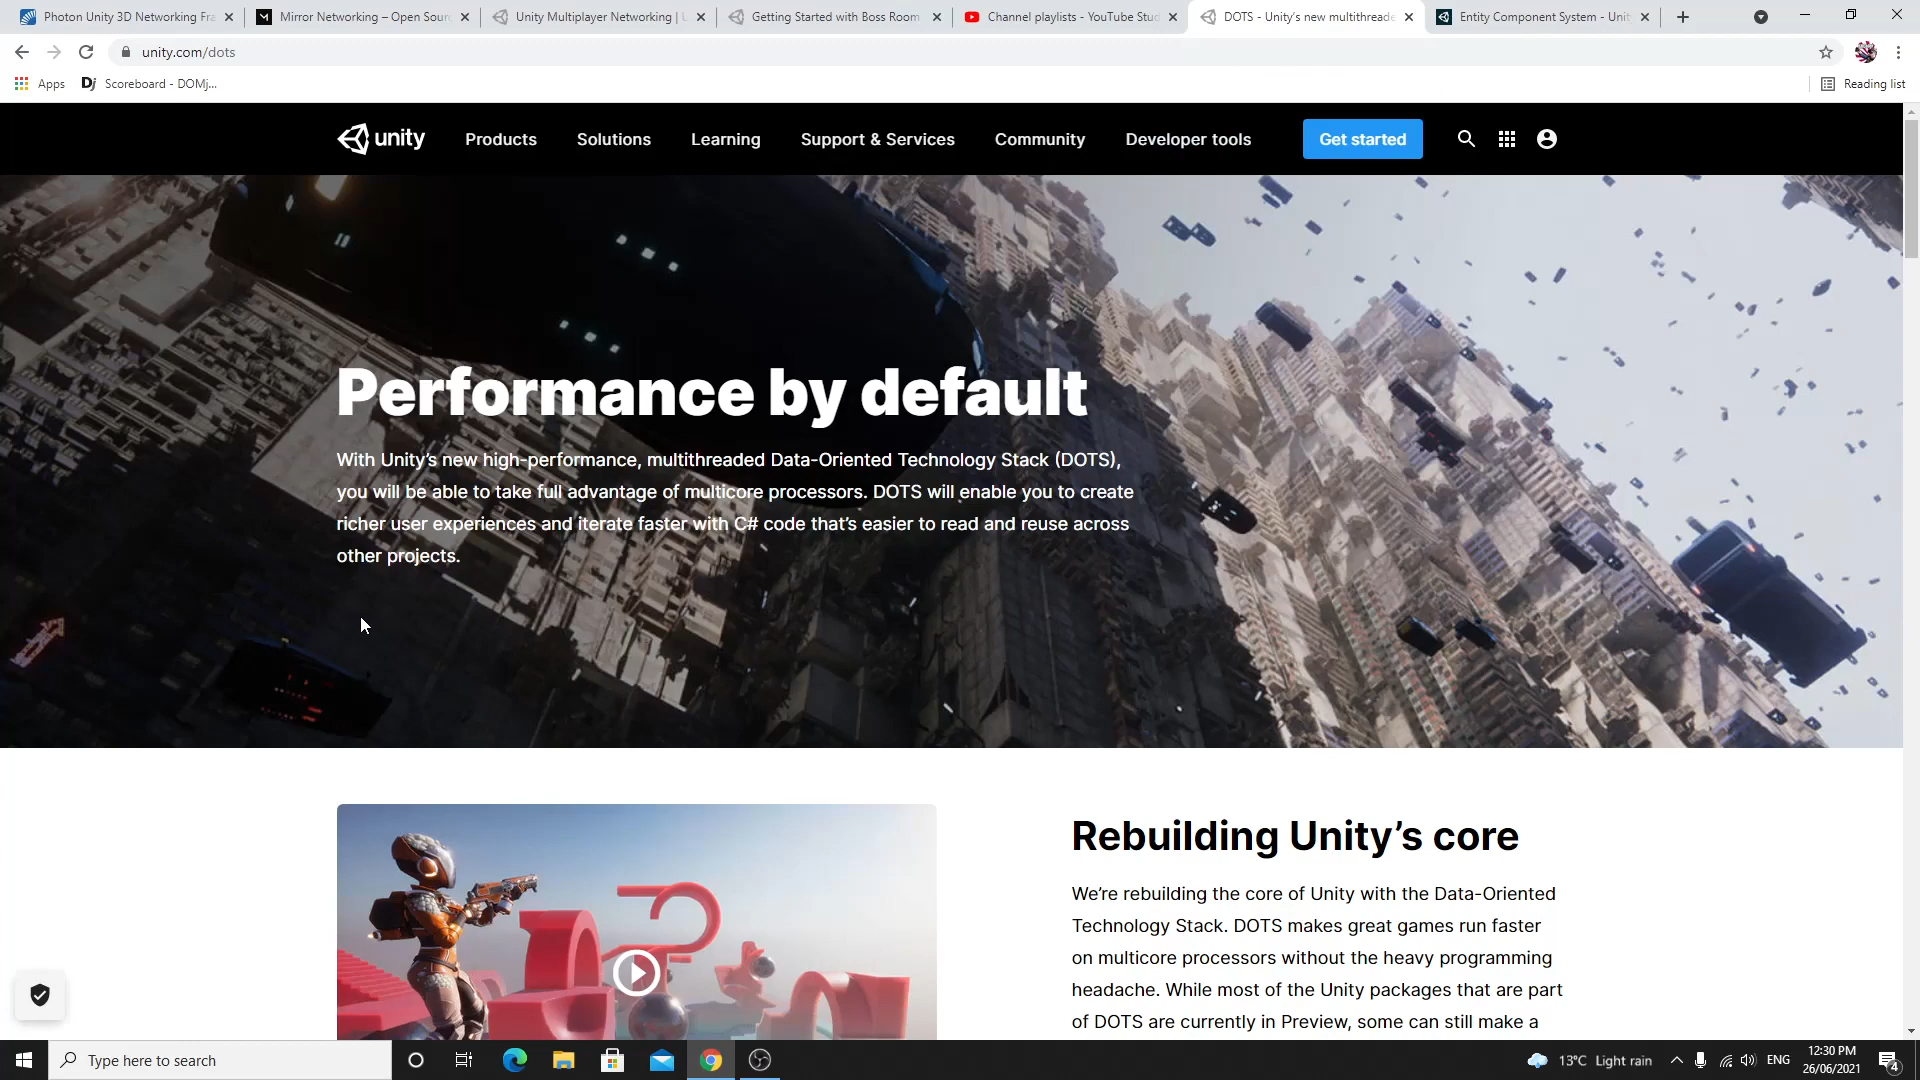 Photon Unity 3D Networking Fra
Mirror Networking – Open Sourc
Unity Multiplayer Networking | U
Getting Started with Boss Room
Channel playlists - YouTube Stud
DOTS - Unity's new multithreade
Entity Component System - Unit
unity.com/dots
Apps
Dj Scoreboard - DOMj...
Reading list
unity
Products
Solutions
Learning
Support & Services
Community
Developer tools
Get started
Performance by default
With Unity's new high-performance, multithreaded Data-Oriented Technology Stack (DOTS),
you will be able to take full advantage of multicore processors. DOTS will enable you to create
richer user experiences and iterate faster with C# code that's easier to read and reuse across
other projects.
Rebuilding Unity's core
We're rebuilding the core of Unity with the Data-Oriented
Technology Stack. DOTS makes great games run faster
on multicore processors without the heavy programming
headache. While most of the Unity packages that are part
of DOTS are currently in Preview, some can still make a
Type here to search
13°C Light rain
ENG
12:30 PM
26/06/2021
4